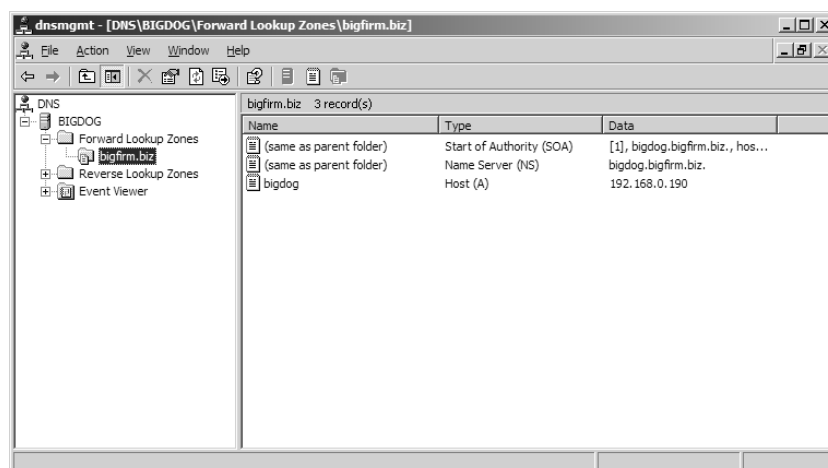 dnsmgmt - [DNS\BIGDOG\Forward Lookup Zones\bigfirm.biz]
File Action View Window Help
DNS
BIGDOG
Forward Lookup Zones
bigfirm.biz
Reverse Lookup Zones
Event Viewer
bigfirm.biz 3 record(s)
Name Type Data
(same as parent folder) Start of Authority (SOA) [1], bigdog.bigfirm.biz., hos...
(same as parent folder) Name Server (NS) bigdog.bigfirm.biz.
bigdog Host (A) 192.168.0.190